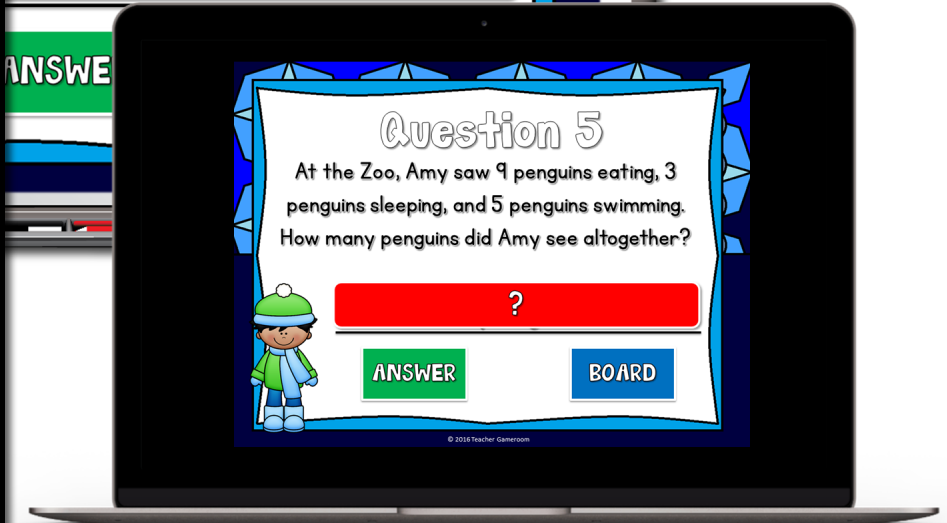 ANSWE
Question 5
At the Zoo, Amy saw 9 penguins eating, 3
penguins sleeping, and 5 penguins swimming.
How many penguins did Amy see altogether?
?
ANSWER
BOARD
© 2016 Teacher Gameroom